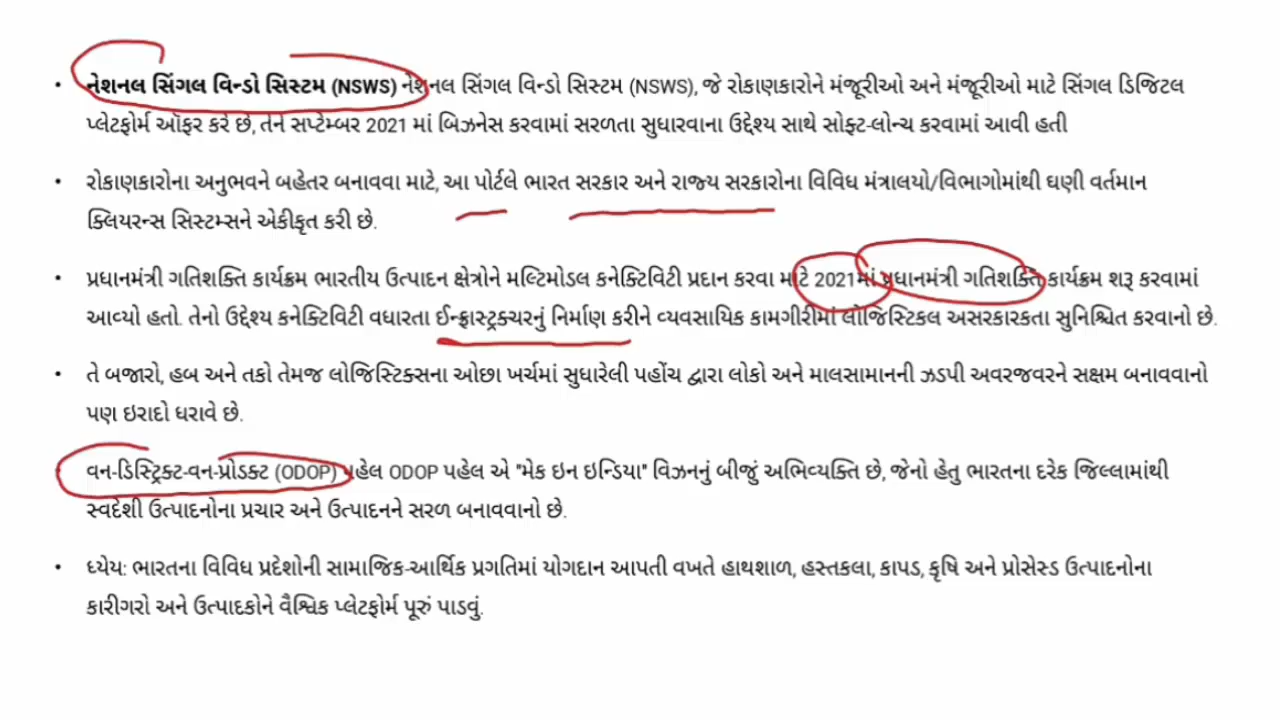 • નેશનલ સિંગલ વિન્ડો સિસ્ટમ (NSWS) નેશનલ સિંગલ વિન્ડો સિસ્ટમ (NSWS), જે રોકાણકારોને મંજૂરીઓ અને મંજૂરીઓ માટે સિંગલ ડિજિટલ
પ્લેટફોર્મ ઑફર કરે છે, તેને સપ્ટેમ્બર 2021 માં બિઝનેસ કરવામાં સરળતા સુધારવાના ઉદ્દેશ્ય સાથે સોફ્ટ-લોન્ચ કરવામાં આવી હતી
• રોકાણકારોના અનુભવને બહેતર બનાવવા માટે, આ પોર્ટલે ભારત સરકાર અને રાજ્ય સરકારોના વિવિધ મંત્રાલયો/વિભાગોમાંથી ઘણી વર્તમાન
ક્લિયરન્સ સિસ્ટમ્સને એકીકૃત કરી છે.
• પ્રધાનમંત્રી ગતિશક્તિ કાર્યક્રમ ભારતીય ઉત્પાદન ક્ષેત્રોને મલ્ટિમોડલ કનેક્ટિવિટી પ્રદાન કરવા માટે 2021માં પ્રધાનમંત્રી ગતિશક્તિ કાર્યક્રમ શરૂ કરવામાં
આવ્યો હતો. તેનો ઉદ્દેશ્ય કનેક્ટિવિટી વધારતા ઈન્ફ્રાસ્ટ્રક્ચરનું નિર્માણ કરીને વ્યવસાયિક કામગીરીમાં લોજિસ્ટિકલ અસરકારકતા સુનિશ્ચિત કરવાનો છે.
• તે બજારો, હબ અને તકો તેમજ લોજિસ્ટિક્સના ઓછા ખર્ચમાં સુધારેલી પહોંચ દ્વારા લોકો અને માલસામાનની ઝડપી અવરજવરને સક્ષમ બનાવવાનો
પણ ઇરાદો ધરાવે છે.
• વન-ડિસ્ટ્રિક્ટ-વન-પ્રોડક્ટ (ODOP) પહેલ ODOP પહેલ એ "મેક ઇન ઇન્ડિયા" વિઝનનું બીજું અભિવ્યક્તિ છે, જેનો હેતુ ભારતના દરેક જિલ્લામાંથી
સ્વદેશી ઉત્પાદનોના પ્રચાર અને ઉત્પાદનને સરળ બનાવવાનો છે.
• ધ્યેય: ભારતના વિવિધ પ્રદેશોની સામાજિક-આર્થિક પ્રગતિમાં યોગદાન આપતી વખતે હાથશાળ, હસ્તકલા, કાપડ, કૃષિ અને પ્રોસેસ્ડ ઉત્પાદનોના
કારીગરો અને ઉત્પાદકોને વૈશ્વિક પ્લેટફોર્મ પૂરું પાડવું.